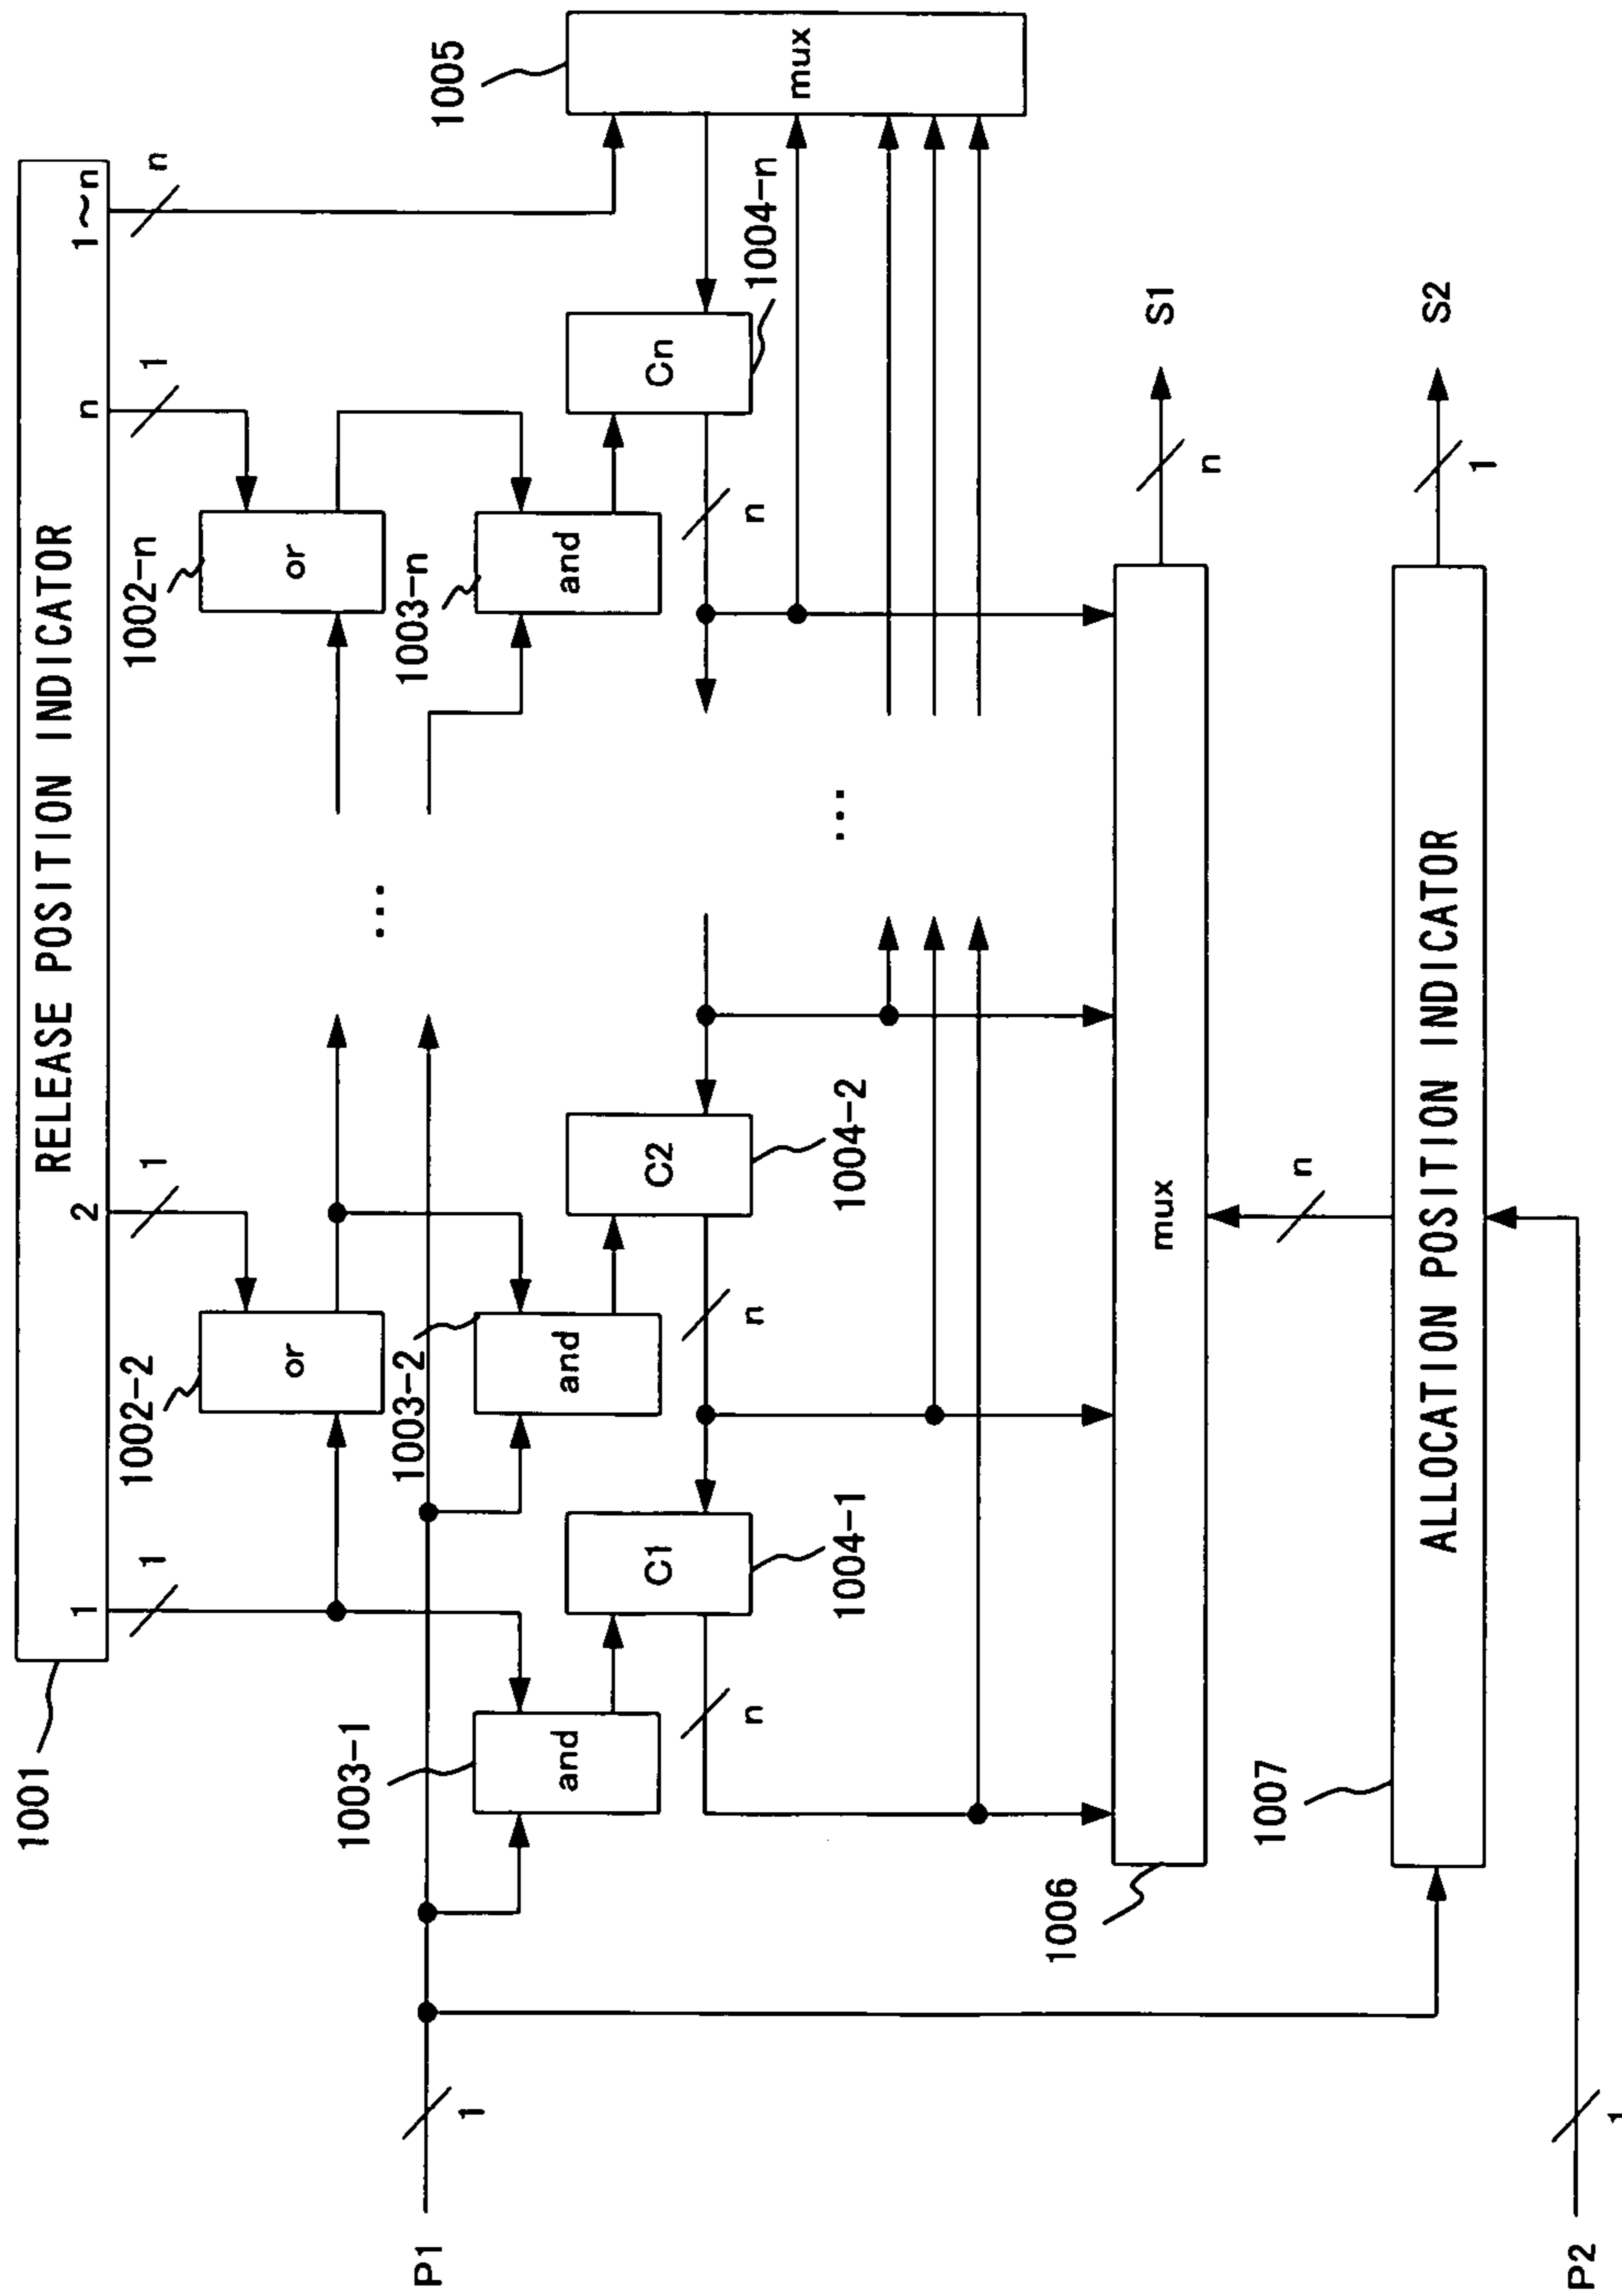 1001
RELEASE POSITION INDICATOR
1
2
n
1~n
1
1
1
n
1002-2
or
1002-n
or
1003-1
and
1003-2
and
1003-n
and
...
1005
mux
P1
1
C1
1004-1
C2
1004-2
Cn
1004-n
n
n
n
...
1006
mux
n
S1
n
1007
ALLOCATION POSITION INDICATOR
1
S2
P2
1